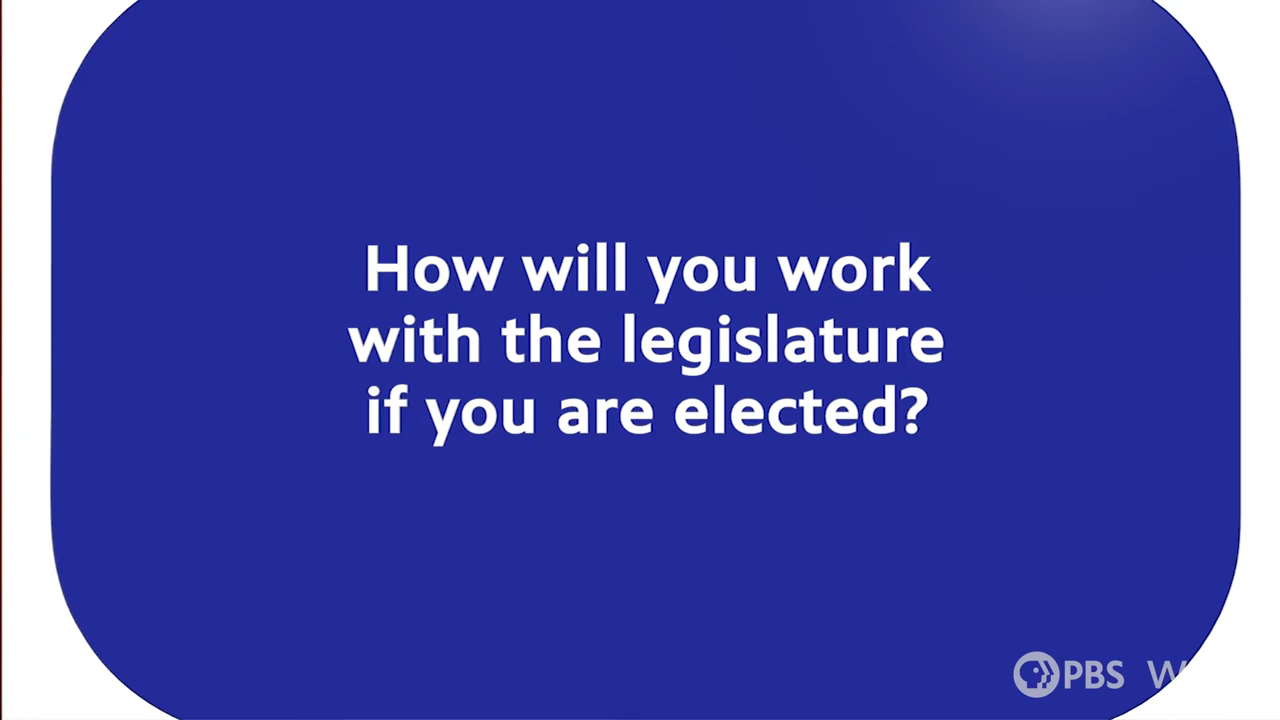 How will you work
with the legislature
if you are elected?
PBS W